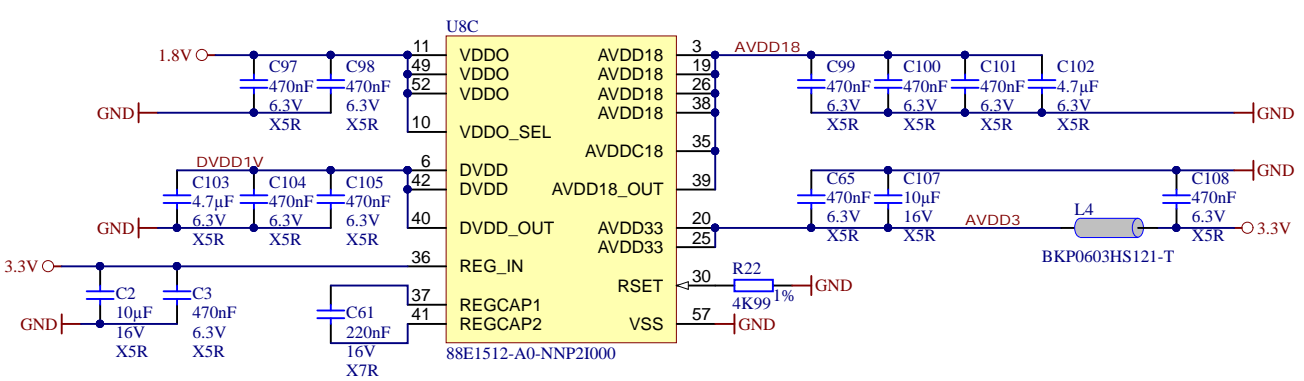 U8C
1.8V
11
VDDO
49
VDDO
52
VDDO
10
VDDO_SEL
C97
470nF
6.3V
X5R
C98
470nF
6.3V
X5R
GND
DVDD1V
6
DVDD
42
DVDD
40
DVDD_OUT
C103
4.7µF
6.3V
X5R
C104
470nF
6.3V
X5R
C105
470nF
6.3V
X5R
GND
3.3V
36
REG_IN
C2
10µF
16V
X5R
C3
470nF
6.3V
X5R
GND
37
REGCAP1
41
REGCAP2
C61
220nF
16V
X7R
AVDD18
3
AVDD18
AVDD18
19
AVDD18
26
AVDD18
38
AVDDC18
35
AVDD18_OUT
39
C99
470nF
6.3V
X5R
C100
470nF
6.3V
X5R
C101
470nF
6.3V
X5R
C102
4.7µF
6.3V
X5R
GND
AVDD33
20
AVDD33
25
C65
470nF
6.3V
X5R
C107
10µF
16V
X5R
AVDD3
L4
BKP0603HS121-T
C108
470nF
6.3V
X5R
GND
3.3V
RSET
30
R22
4K99
1%
GND
VSS
57
GND
88E1512-A0-NNP2I000